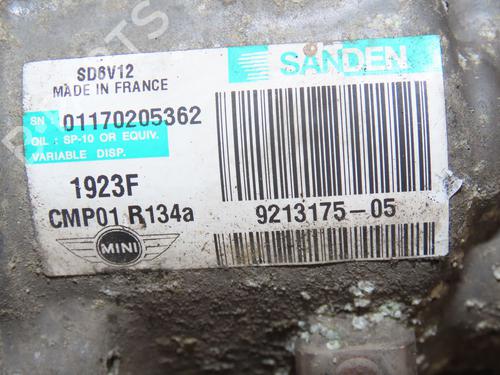 SD6V12
MADE IN FRANCE
SANDEN
SN : 01170205362
OIL : SP-10 OR EQUIV.
VARIABLE DISP.
1923F
CMP01 R134a
9213175-05
MINI